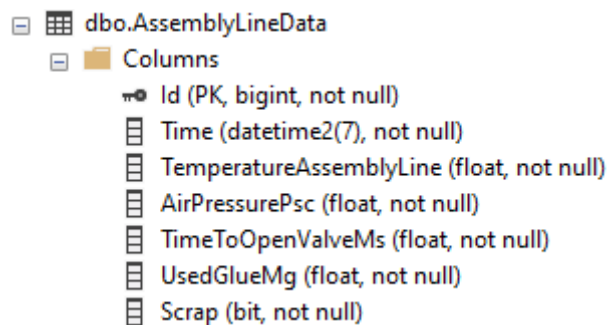 dbo.AssemblyLineData
Columns
Id (PK, bigint, not null)
Time (datetime2(7), not null)
TemperatureAssemblyLine (float, not null)
AirPressurePsc (float, not null)
TimeToOpenValveMs (float, not null)
UsedGlueMg (float, not null)
Scrap (bit, not null)